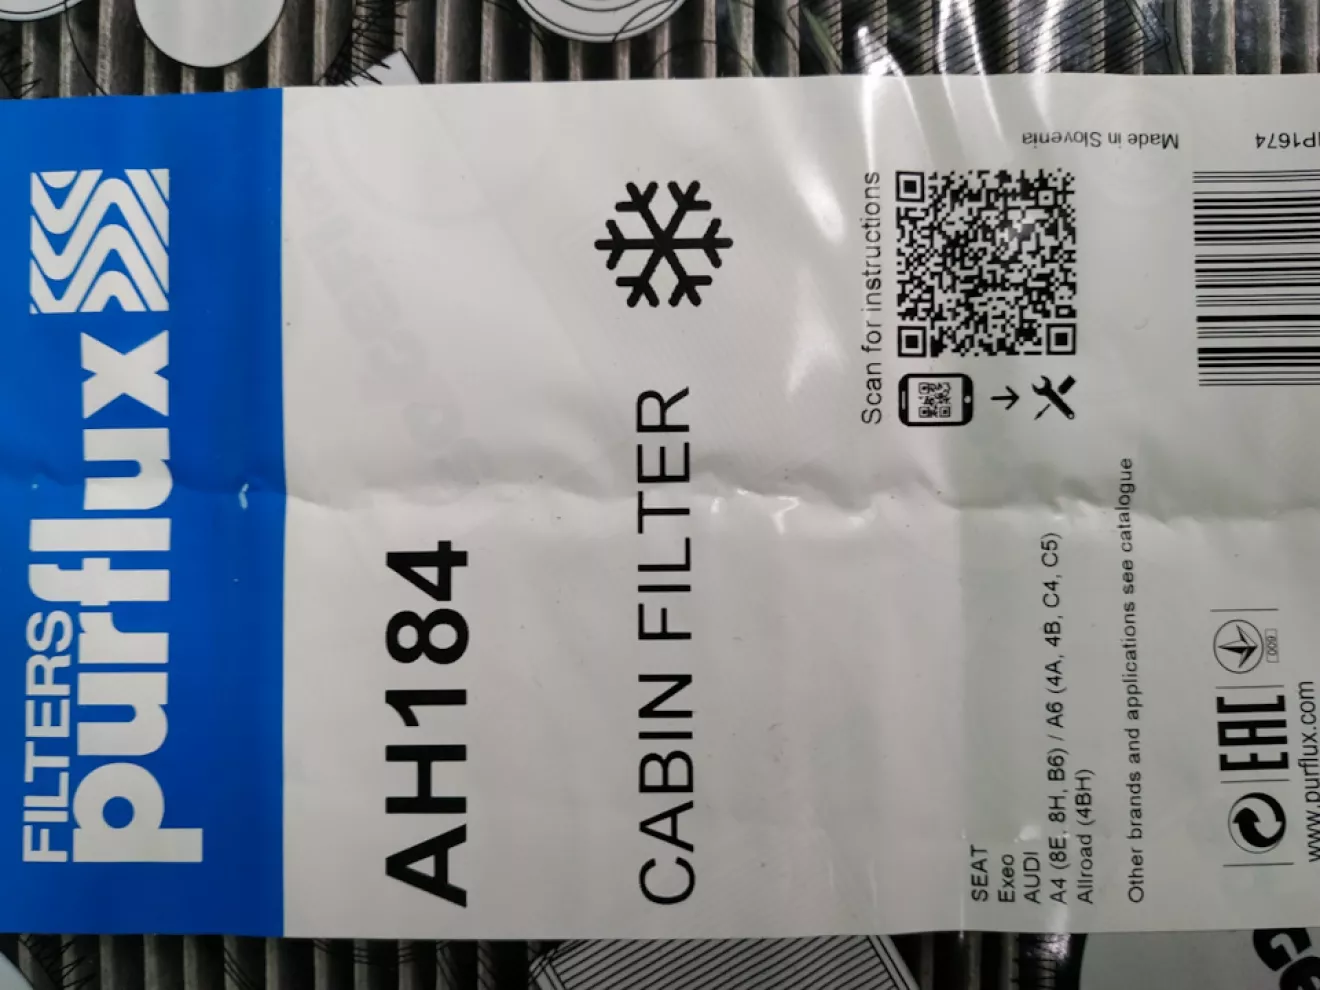 FILTERS
purflux
AH184
CABIN FILTER
Scan for instructions
Made in Slovenia
SEAT
Exeo
AUDI
A4 (8E, 8H, B6) / A6 (4A, 4B, C4, C5)
Allroad (4BH)
Other brands and applications see catalogue
EAC
009
www.purflux.com